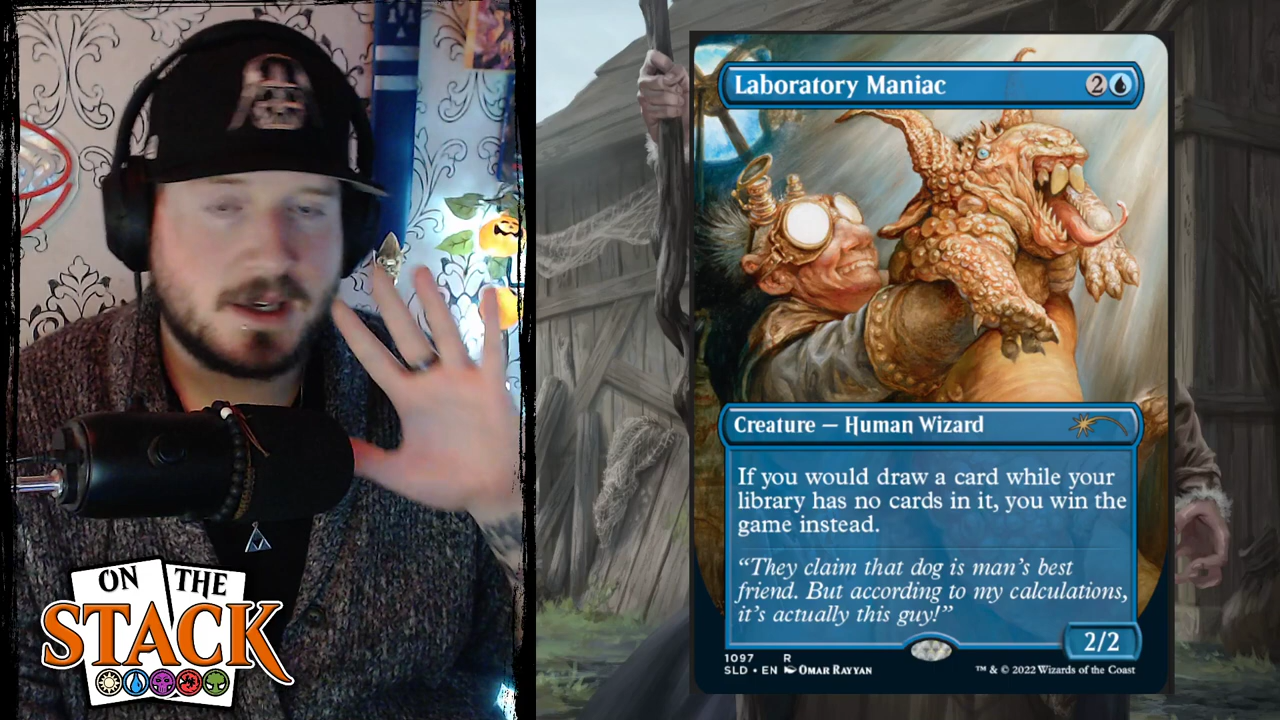 ON THE
STACK
Laboratory Maniac 2
Creature — Human Wizard
If you would draw a card while your
library has no cards in it, you win the
game instead.
“They claim that dog is man’s best
friend. But according to my calculations,
it’s actually this guy!”
2/2
1097 R
SLD • EN OMAR RAYYAN
™ & © 2022 Wizards of the Coast